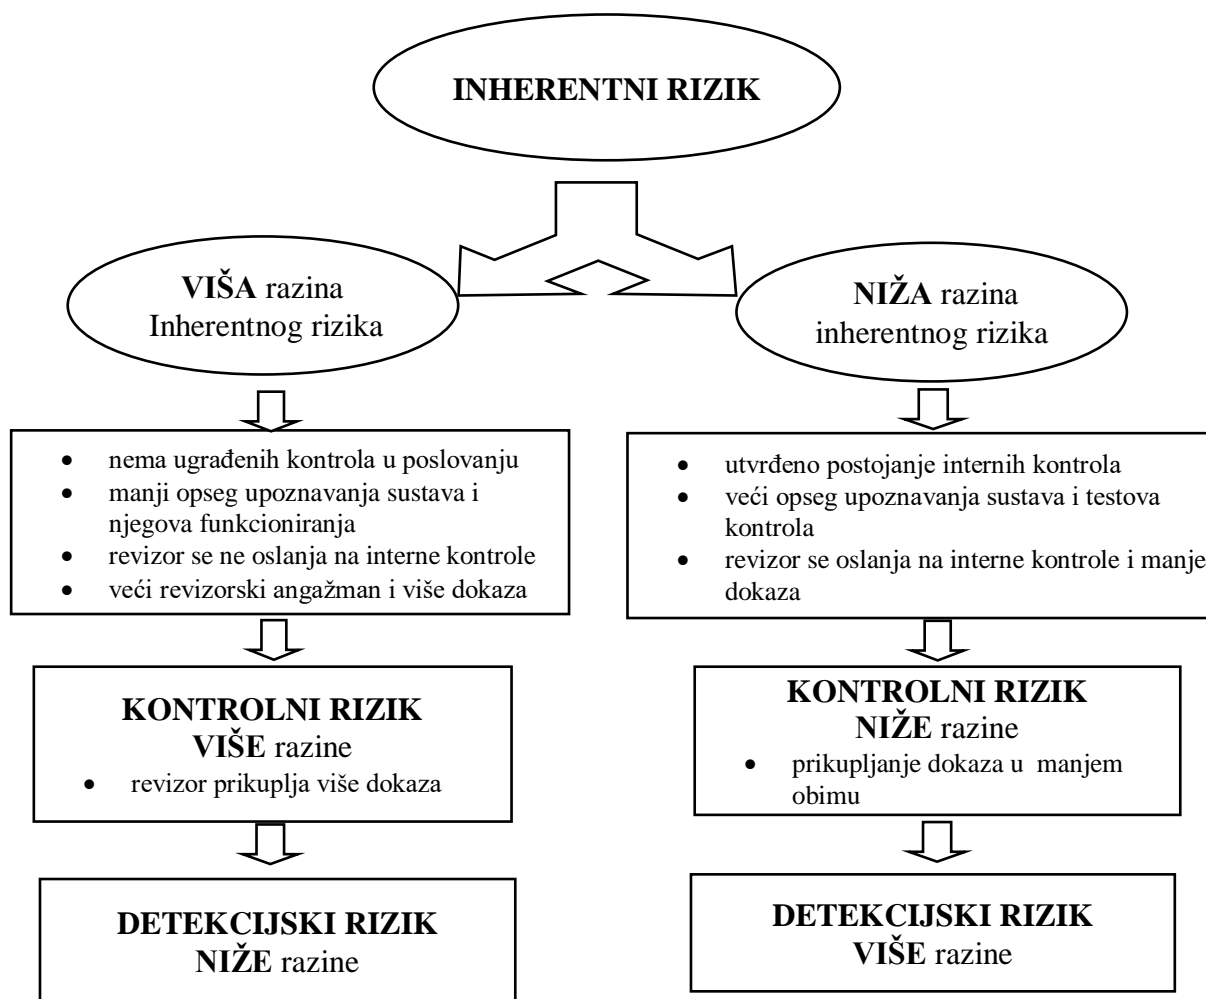 INHERENTNI RIZIK
VIŠA razina
Inherentnog rizika
NIŽA razina
inherentnog rizika
• nema ugrađenih kontrola u poslovanju
• manji opseg upoznavanja sustava i
njegova funkcioniranja
• revizor se ne oslanja na interne kontrole
• veći revizorski angažman i više dokaza
• utvrđeno postojanje internih kontrola
• veći opseg upoznavanja sustava i testova
kontrola
• revizor se oslanja na interne kontrole i manje
dokaza
KONTROLNI RIZIK
VIŠE razine
• revizor prikuplja više dokaza
KONTROLNI RIZIK
NIŽE razine
• prikupljanje dokaza u manjem
obimu
DETEKCIJSKI RIZIK
NIŽE razine
DETEKCIJSKI RIZIK
VIŠE razine